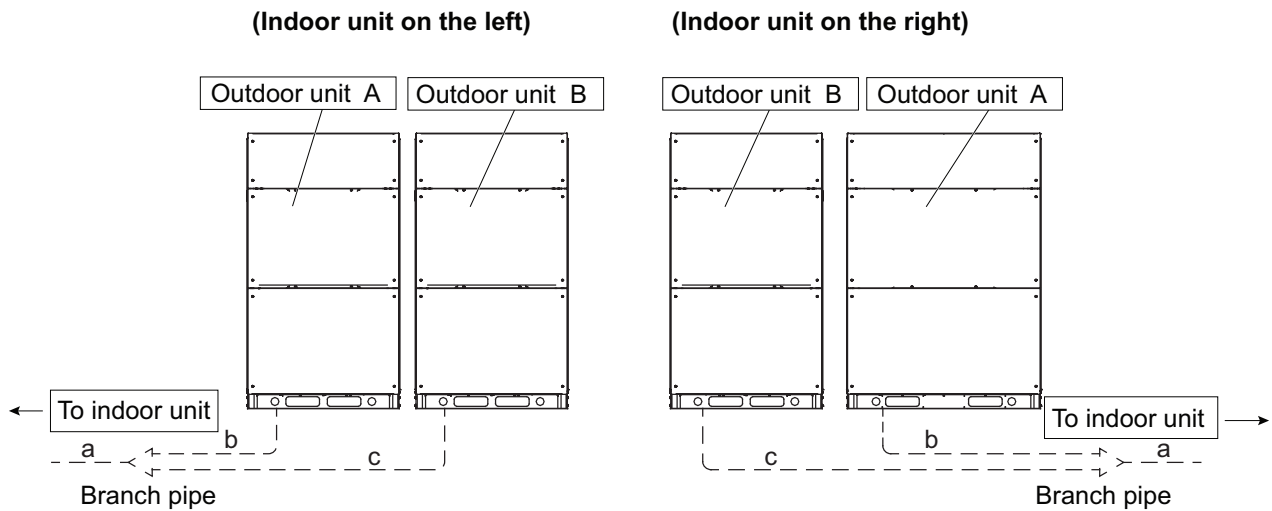 (Indoor unit on the left)
(Indoor unit on the right)
Outdoor unit A
Outdoor unit B
Outdoor unit B
Outdoor unit A
To indoor unit
To indoor unit
a
b
c
Branch pipe
b
c
a
Branch pipe